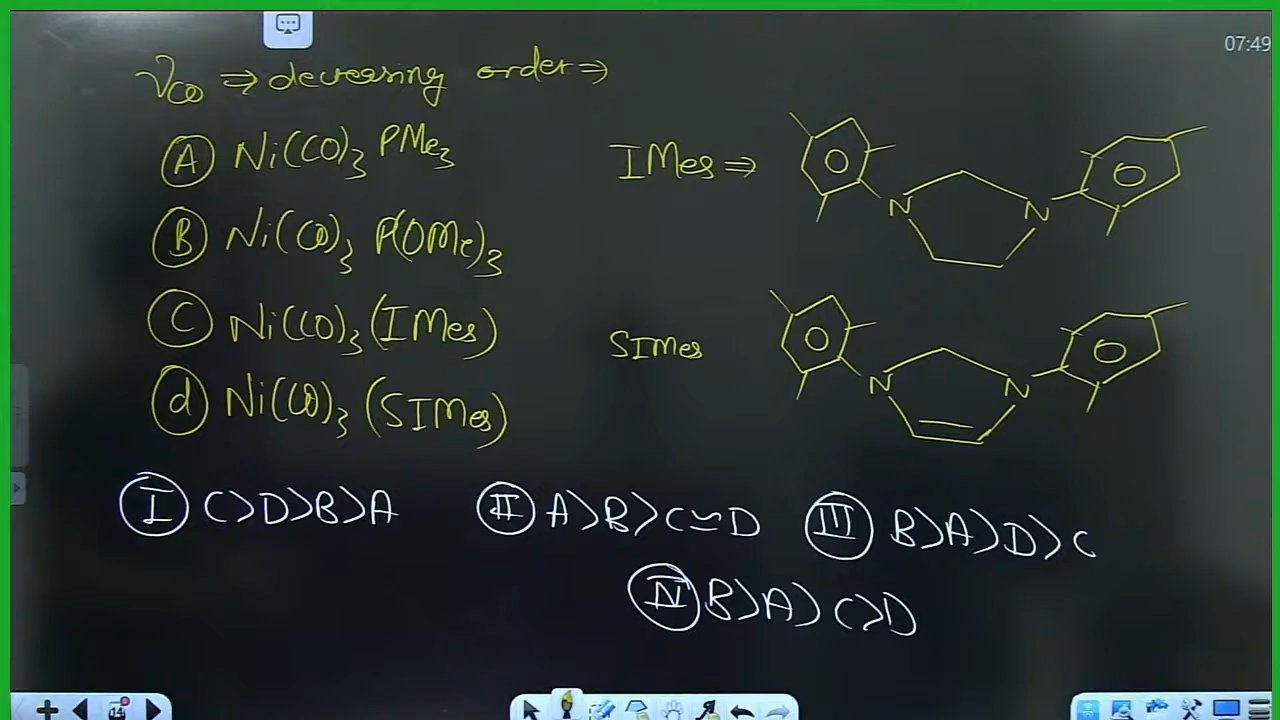 07:49
ν_CO ⇒ decreasing order ⇒
(A) Ni(CO)₃ PMe₃
(B) Ni(CO)₃ P(OMe)₃
(C) Ni(CO)₃(IMes)
(d) Ni(CO)₃(SIMes)
IMes ⇒
N N
SIMes
N N
(I) C>D>B>A
(II) A>B>C≃D
(III) B>A>D>C
(IV) B>A>C>D
14